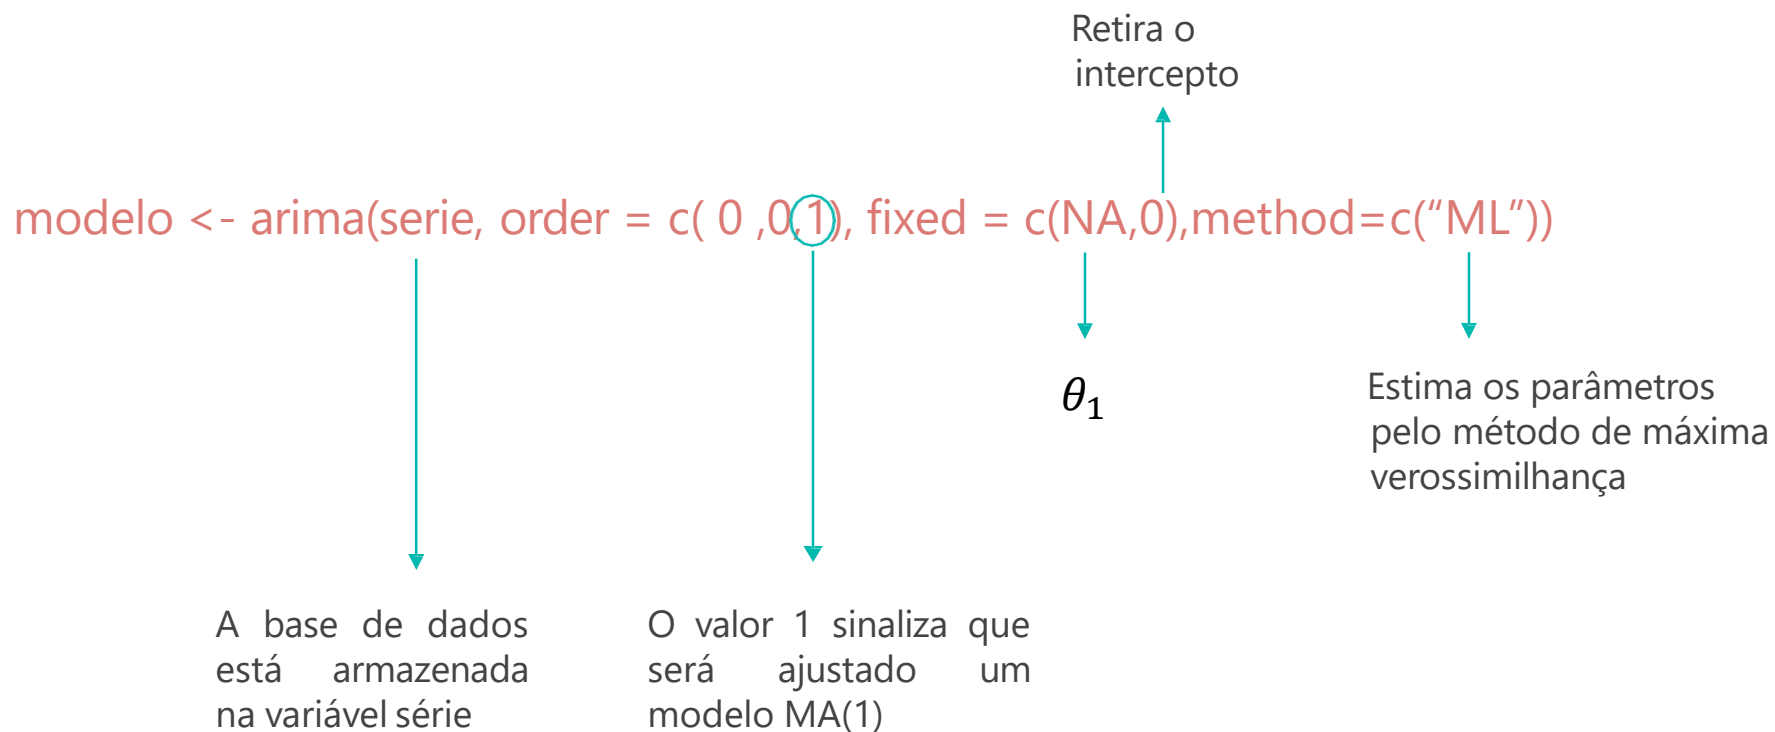 Retira o
intercepto
modelo <- arima(serie, order = c( 0 ,0,1), fixed = c(NA,0),method=c(“ML”))
θ₁
Estima os parâmetros
pelo método de máxima
verossimilhança
A base de dados
está armazenada
na variável série
O valor 1 sinaliza que
será ajustado um
modelo MA(1)